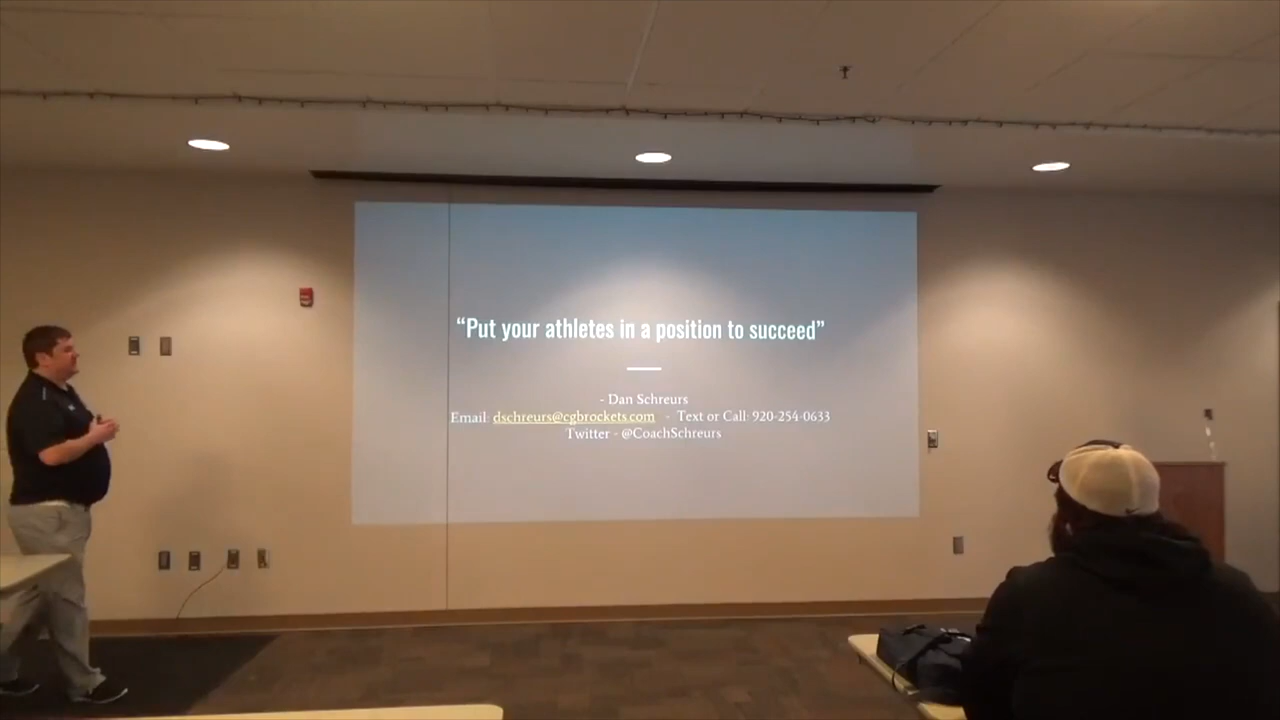 “Put your athletes in a position to succeed”
- Dan Schreurs
Email: dschreurs@cgbrockets.com - Text or Call: 920-254-0633
Twitter - @CoachSchreurs